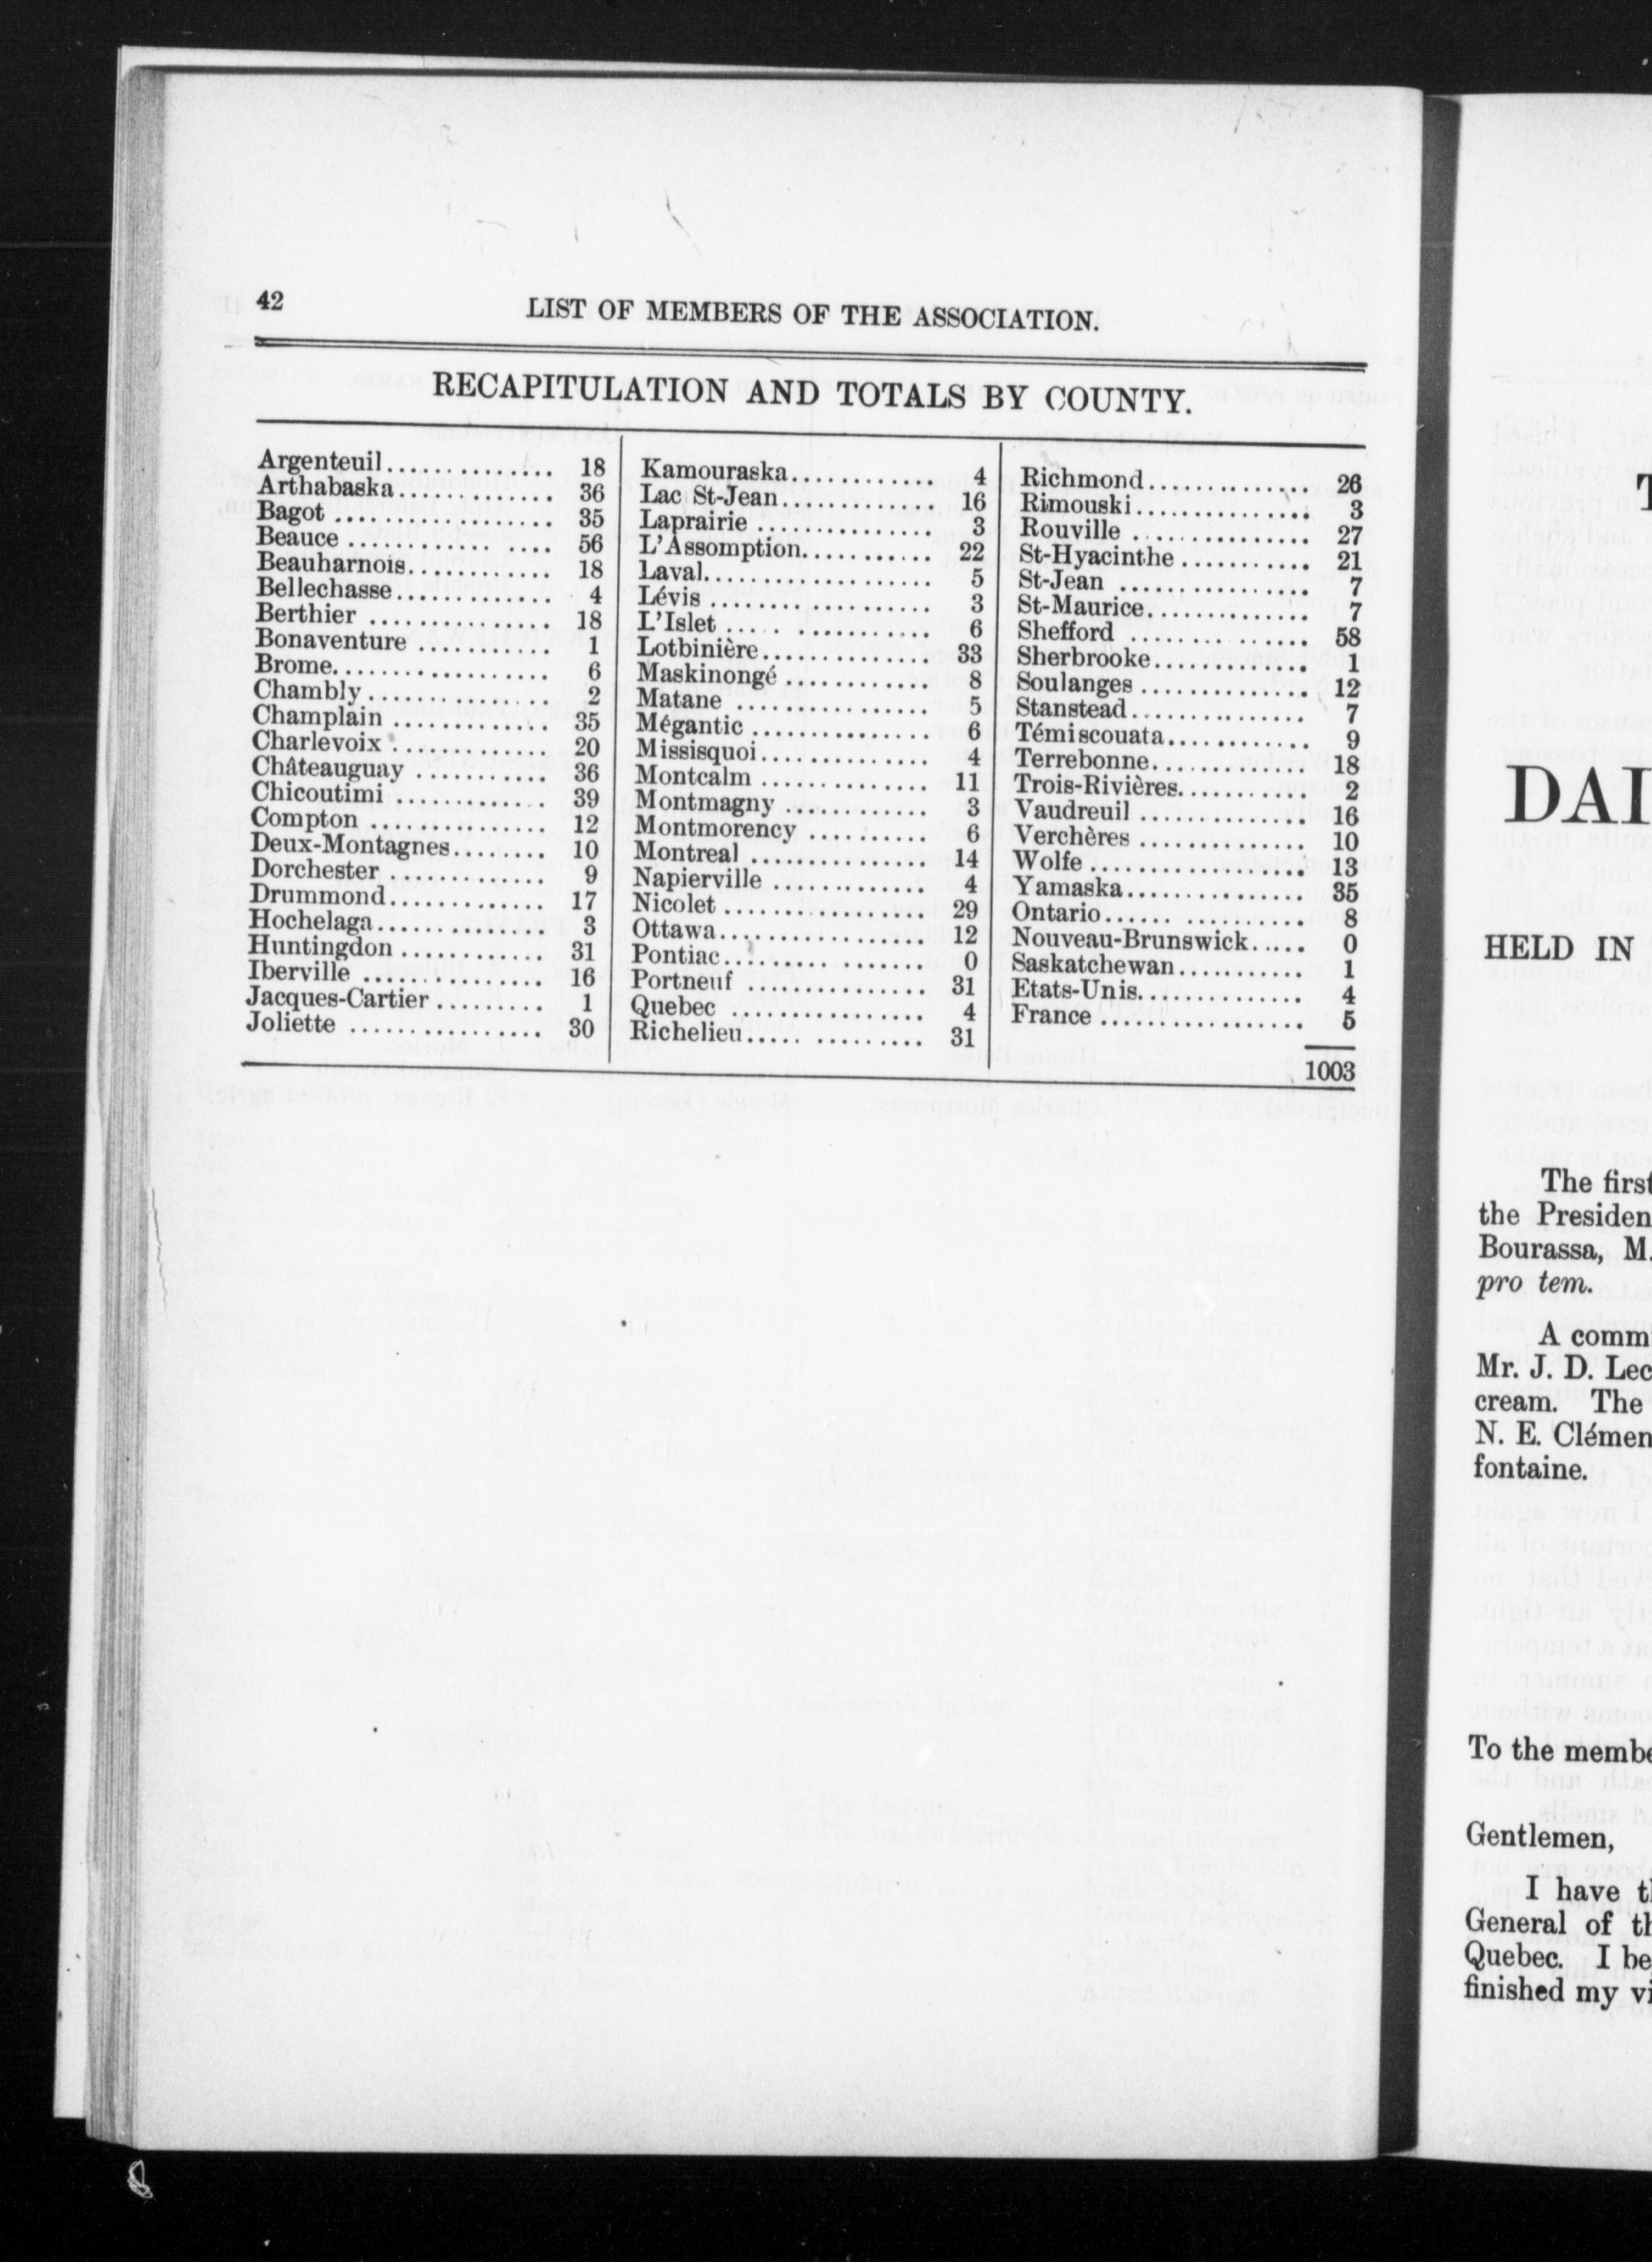 42
LIST OF MEMBERS OF THE ASSOCIATION.
RECAPITULATION AND TOTALS BY COUNTY.
Argenteuil.............. 18
Arthabaska............. 36
Bagot .................. 35
Beauce ............ .... 56
Beauharnois............ 18
Bellechasse............. 4
Berthier ............... 18
Bonaventure ........... 1
Brome.................. 6
Chambly............... 2
Champlain ............. 35
Charlevoix ............. 20
Châteauguay ........... 36
Chicoutimi ............. 39
Compton ............... 12
Deux-Montagnes........ 10
Dorchester ............. 9
Drummond............. 17
Hochelaga.............. 3
Huntingdon ............ 31
Iberville ............... 16
Jacques-Cartier ......... 1
Joliette ................ 30
Kamouraska............ 4
Lac St-Jean............. 16
Laprairie ............... 3
L'Assomption........... 22
Laval................... 5
Lévis ........ .......... 3
L'Islet .... ........... 6
Lotbinière.............. 33
Maskinongé ............ 8
Matane ................ 5
Mégantic ............... 6
Missisquoi.............. 4
Montcalm .............. 11
Montmagny ............ 3
Montmorency .......... 6
Montreal ............... 14
Napierville ............. 4
Nicolet ................. 29
Ottawa................. 12
Pontiac................. 0
Portneuf ............... 31
Quebec ................ 4
Richelieu..... ......... 31
Richmond.............. 26
Rimouski............... 3
Rouville ............... 27
St-Hyacinthe ........... 21
St-Jean ................ 7
St-Maurice.............. 7
Shefford ............... 58
Sherbrooke............. 1
Soulanges .............. 12
Stanstead............... 7
Témiscouata............ 9
Terrebonne............. 18
Trois-Rivières........... 2
Vaudreuil .............. 16
Verchères .............. 10
Wolfe .................. 13
Yamaska............... 35
Ontario...... .......... 8
Nouveau-Brunswick..... 0
Saskatchewan........... 1
Etats-Unis.............. 4
France ................. 5
1003
DAI
HELD IN
The first
the Presiden
Bourassa, M.
pro tem.
A comm
Mr. J. D. Lec
cream. The
N. E. Clémen
fontaine.
To the membe
Gentlemen,
I have th
General of th
Quebec. I be
finished my vi